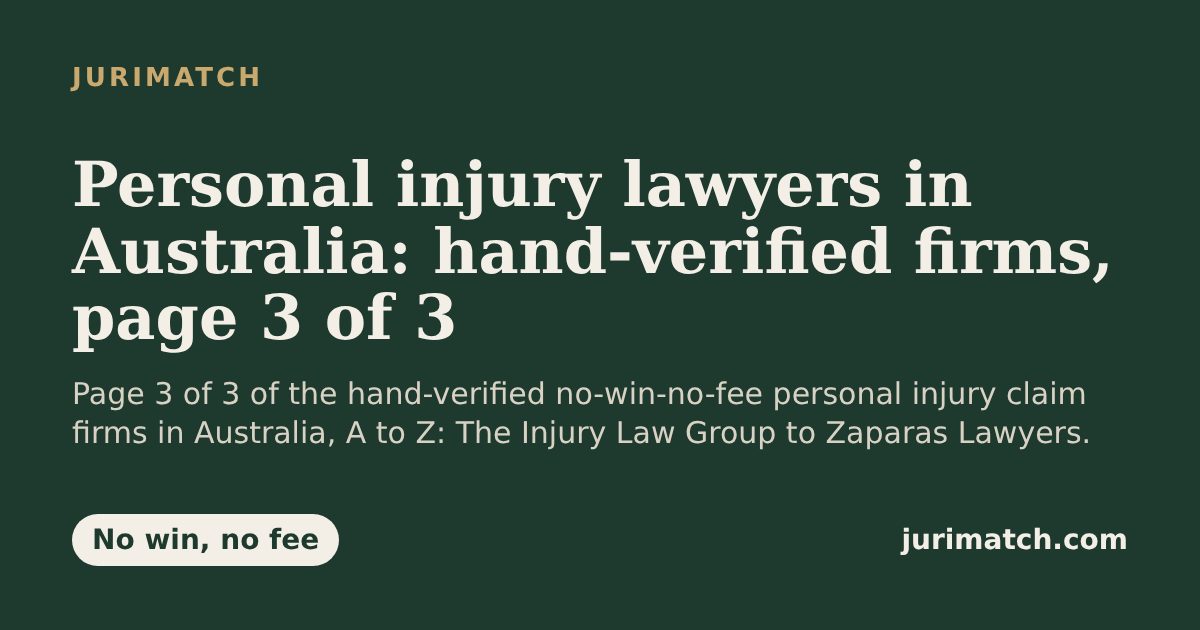 JURIMATCH
Personal injury lawyers in
Australia: hand-verified firms,
page 3 of 3
Page 3 of 3 of the hand-verified no-win-no-fee personal injury claim
firms in Australia, A to Z: The Injury Law Group to Zaparas Lawyers.
No win, no fee
jurimatch.com